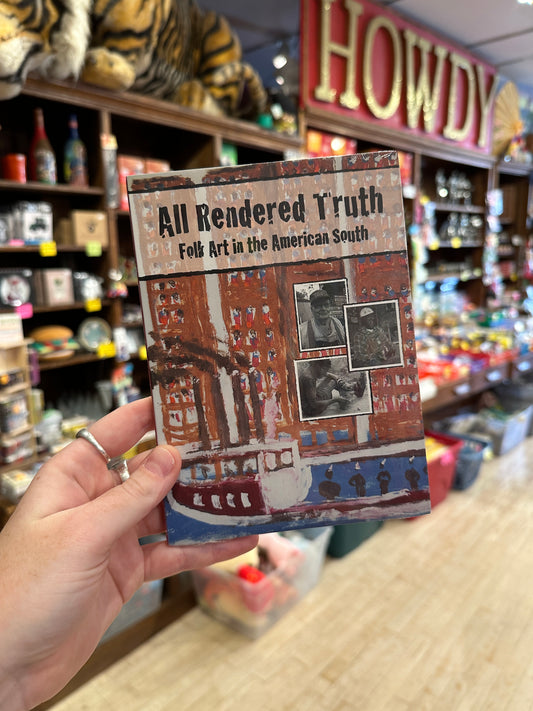 HOWDY
All Rendered Truth
Folk Art in the American South